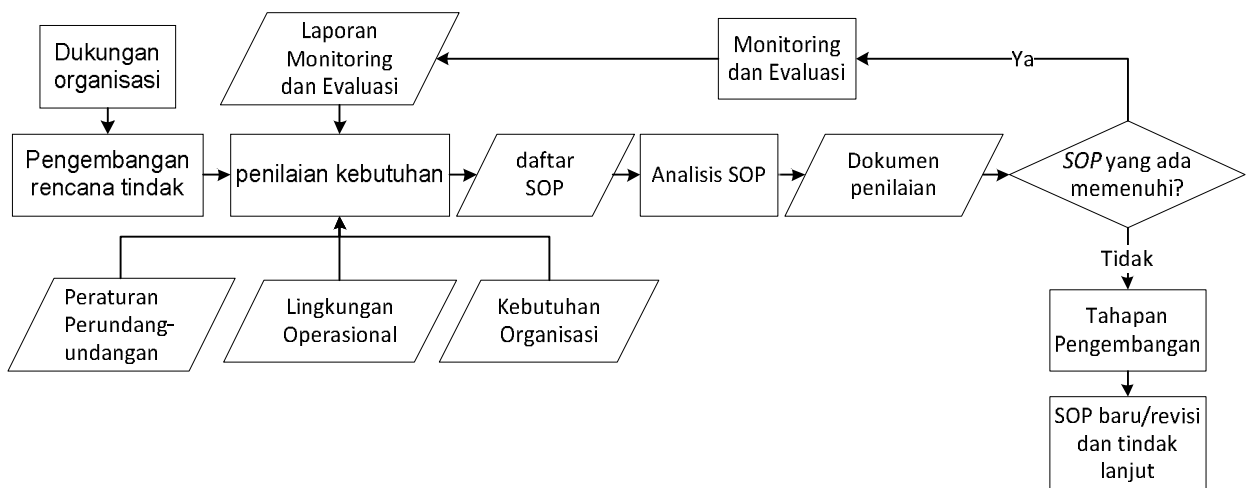 Dukungan
organisasi
Laporan
Monitoring
dan Evaluasi
Monitoring
dan Evaluasi
Ya
Pengembangan
rencana tindak
penilaian kebutuhan
daftar
SOP
Analisis SOP
Dokumen
penilaian
SOP yang ada
memenuhi?
Tidak
Peraturan
Perundang-
undangan
Lingkungan
Operasional
Kebutuhan
Organisasi
Tahapan
Pengembangan
SOP baru/revisi
dan tindak
lanjut